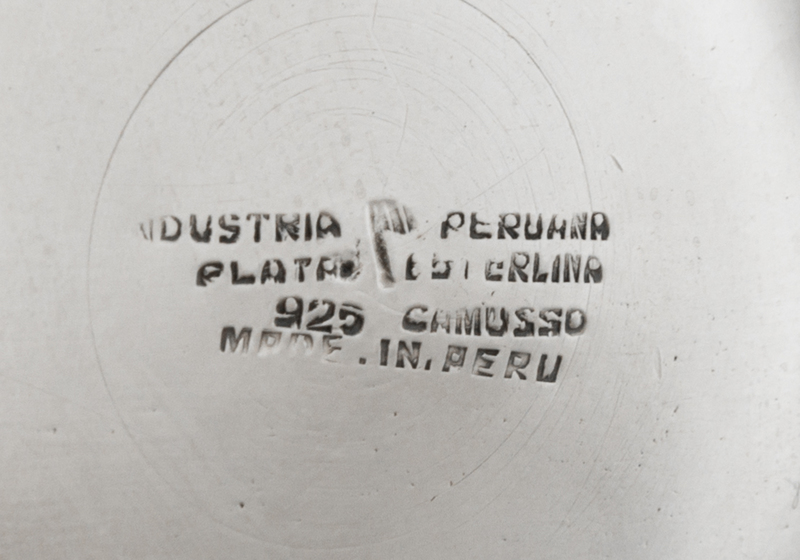 INDUSTRIA PERUANA
PLATA ESTERLINA
925 CAMUSSO
MADE.IN.PERU